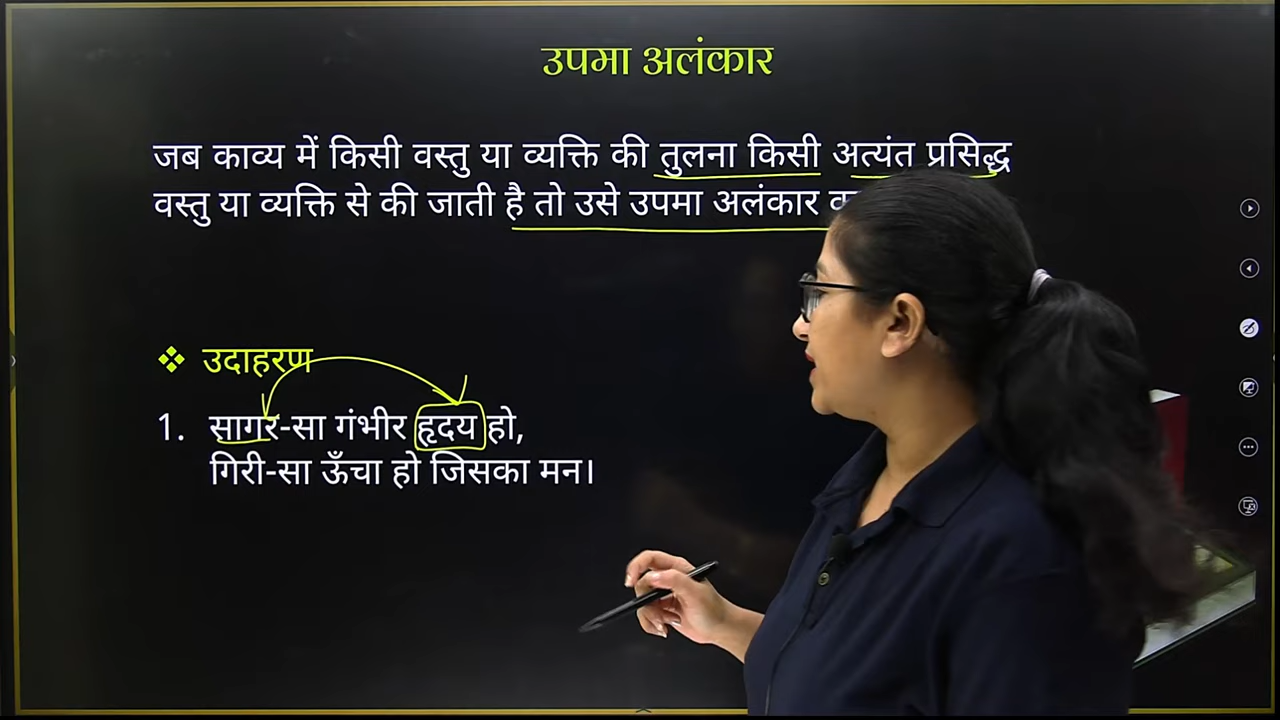 उपमा अलंकार
जब काव्य में किसी वस्तु या व्यक्ति की तुलना किसी अत्यंत प्रसिद्ध
वस्तु या व्यक्ति से की जाती है तो उसे उपमा अलंकार
❖ उदाहरण
1. सागर-सा गंभीर हृदय हो,
गिरी-सा ऊँचा हो जिसका मन।